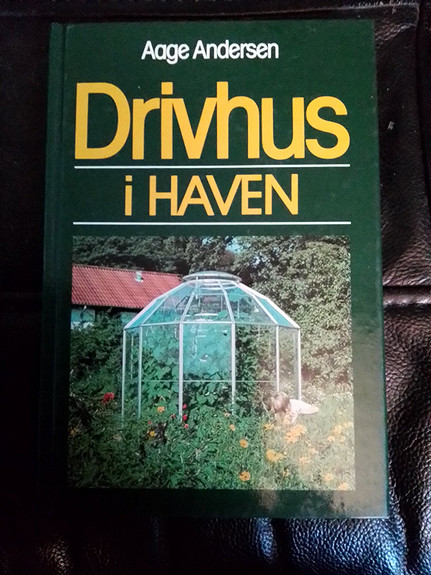 Aage Andersen
Drivhus
i HAVEN